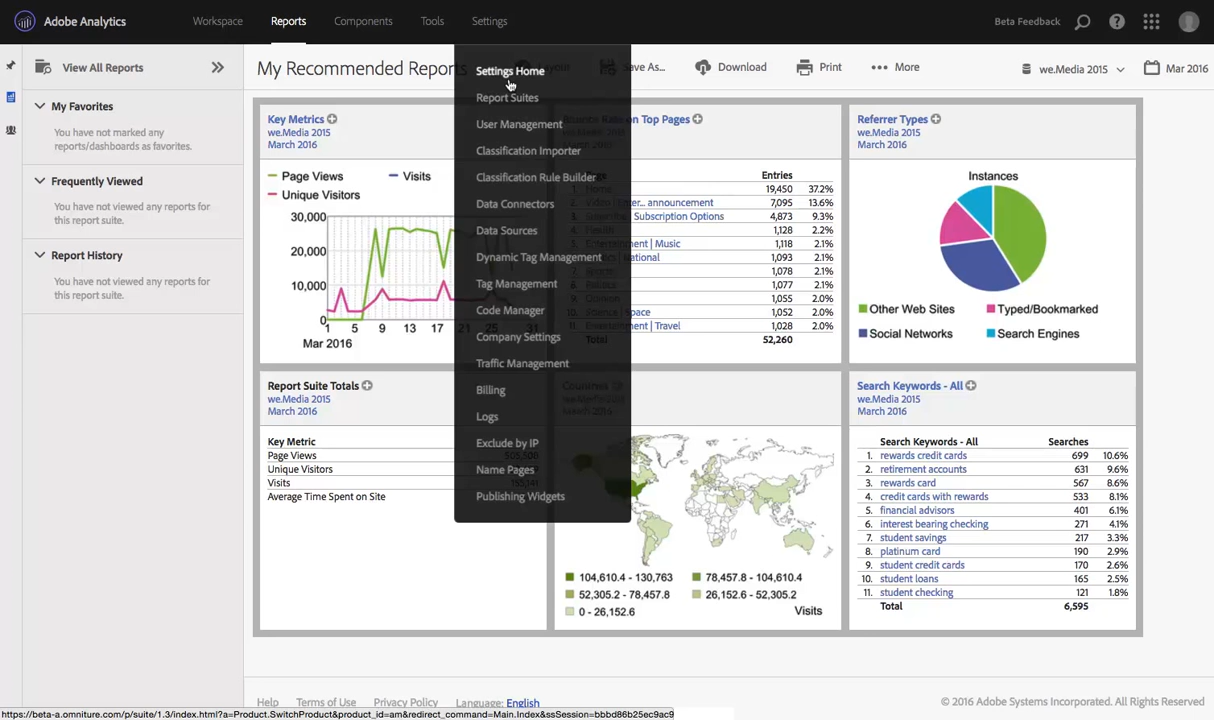 Adobe Analytics
Workspace
Reports
Components
Tools
Settings
Beta Feedback
View All Reports
My Recommended Reports
Save As...
Download
Print
More
we.Media 2015
Mar 2016
My Favorites
You have not marked any
reports/dashboards as favorites.
Frequently Viewed
You have not viewed any reports for
this report suite.
Report History
You have not viewed any reports for
this report suite.
Settings Home
Report Suites
User Management
Classification Importer
Classification Rule Builder
Data Connectors
Data Sources
Dynamic Tag Management
Tag Management
Code Manager
Company Settings
Traffic Management
Billing
Logs
Exclude by IP
Name Pages
Publishing Widgets
Key Metrics
we.Media 2015
March 2016
Page Views
Visits
Unique Visitors
30,000
20,000
10,000
0
1 5 9 13 17 21
Mar 2016
on Top Pages
Entries
19,450 37.2%
announcement 7,095 13.6%
Subscription Options 4,873 9.3%
1,128 2.2%
| Music 1,118 2.1%
National 1,093 2.1%
1,078 2.1%
1,077 2.1%
1,055 2.0%
Space 1,052 2.0%
11. Entertainment | Travel 1,028 2.0%
Total 52,260
Referrer Types
we.Media 2015
March 2016
Instances
Other Web Sites
Typed/Bookmarked
Social Networks
Search Engines
Report Suite Totals
we.Media 2015
March 2016
Key Metric
Page Views
Unique Visitors
Visits
Average Time Spent on Site
Countries
104,610.4 - 130,763
78,457.8 - 104,610.4
52,305.2 - 78,457.8
26,152.6 - 52,305.2
0 - 26,152.6
Visits
Search Keywords - All
we.Media 2015
March 2016
Search Keywords - All Searches
1. rewards credit cards 699 10.6%
2. retirement accounts 631 9.6%
3. rewards card 567 8.6%
4. credit cards with rewards 533 8.1%
5. financial advisors 401 6.1%
6. interest bearing checking 271 4.1%
7. student savings 217 3.3%
8. platinum card 190 2.9%
9. student credit cards 170 2.6%
10. student loans 165 2.5%
11. student checking 121 1.8%
Total 6,595
Help
Terms of Use
Privacy Policy
Language: English
© 2016 Adobe Systems Incorporated. All Rights Reserved
https://beta-a.omniture.com/p/suite/1.3/index.html?a=Product.SwitchProduct&product_id=am&redirect_command=Main.Index&ssSession=bbbd86b25ec9ac9